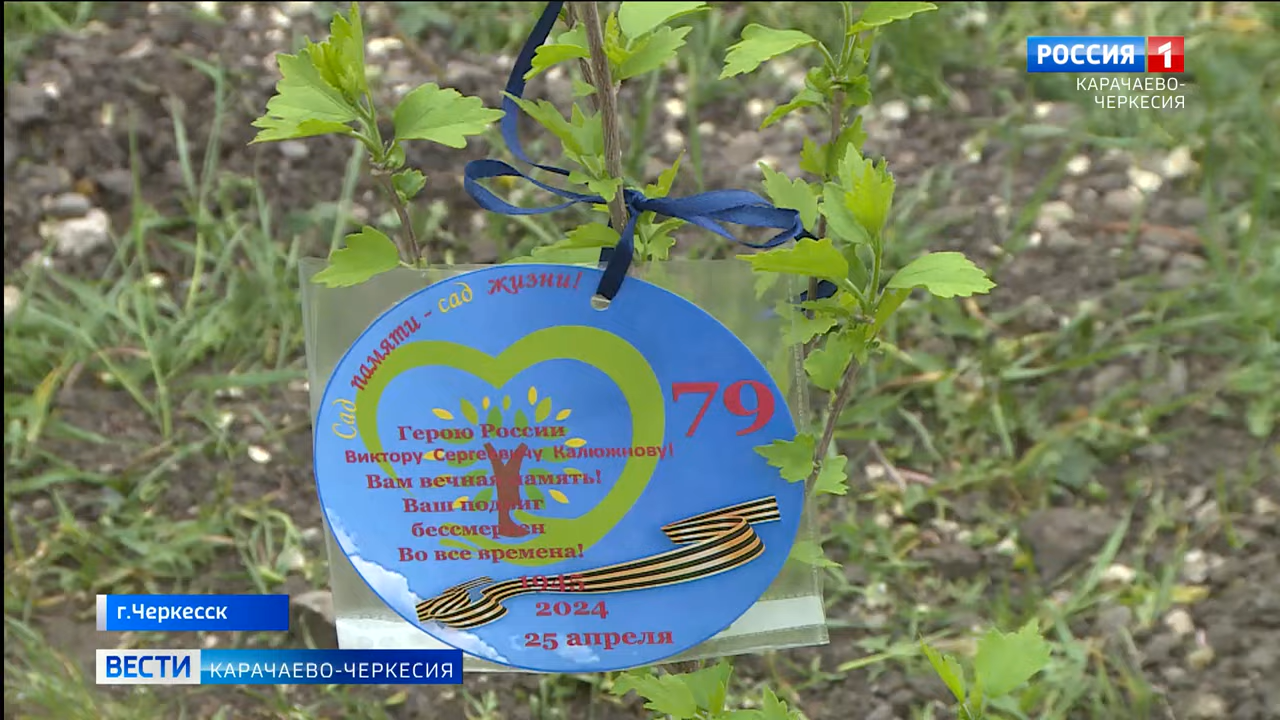 РОССИЯ 1
КАРАЧАЕВО-
ЧЕРКЕСИЯ
Сад памяти - сад жизни!
79
Герою России
Виктору Сергеевичу Калюжнову!
Вам вечная память!
Ваш подвиг
бессмертен
Во все времена!
1945
2024
25 апреля
г.Черкесск
ВЕСТИ КАРАЧАЕВО-ЧЕРКЕСИЯ